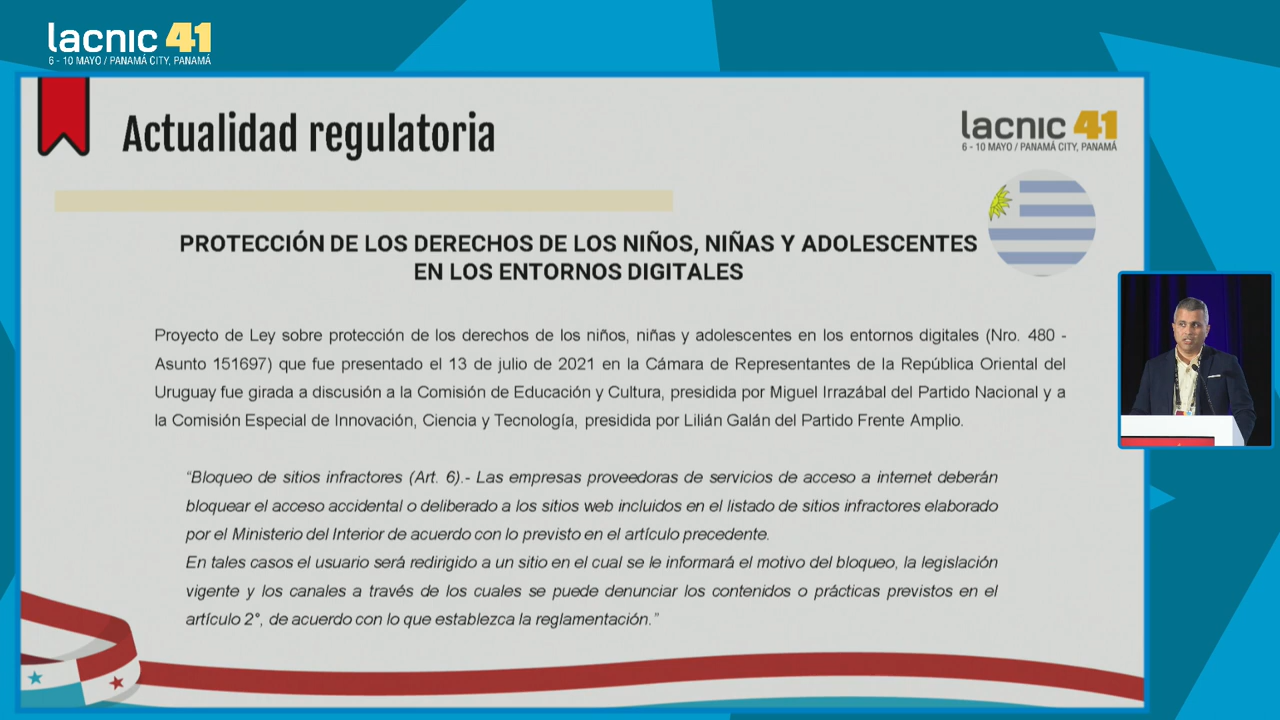 lacnic 41
6 - 10 MAYO / PANAMÁ CITY, PANAMÁ
Actualidad regulatoria
lacnic 41
6 - 10 MAYO / PANAMÁ CITY, PANAMÁ
PROTECCIÓN DE LOS DERECHOS DE LOS NIÑOS, NIÑAS Y ADOLESCENTES
EN LOS ENTORNOS DIGITALES
Proyecto de Ley sobre protección de los derechos de los niños, niñas y adolescentes en los entornos digitales (Nro. 480 -
Asunto 151697) que fue presentado el 13 de julio de 2021 en la Cámara de Representantes de la República Oriental del
Uruguay fue girada a discusión a la Comisión de Educación y Cultura, presidida por Miguel Irrazábal del Partido Nacional y a
la Comisión Especial de Innovación, Ciencia y Tecnología, presidida por Lilián Galán del Partido Frente Amplio.
“Bloqueo de sitios infractores (Art. 6).- Las empresas proveedoras de servicios de acceso a internet deberán
bloquear el acceso accidental o deliberado a los sitios web incluidos en el listado de sitios infractores elaborado
por el Ministerio del Interior de acuerdo con lo previsto en el artículo precedente.
En tales casos el usuario será redirigido a un sitio en el cual se le informará el motivo del bloqueo, la legislación
vigente y los canales a través de los cuales se puede denunciar los contenidos o prácticas previstos en el
artículo 2°, de acuerdo con lo que establezca la reglamentación.”